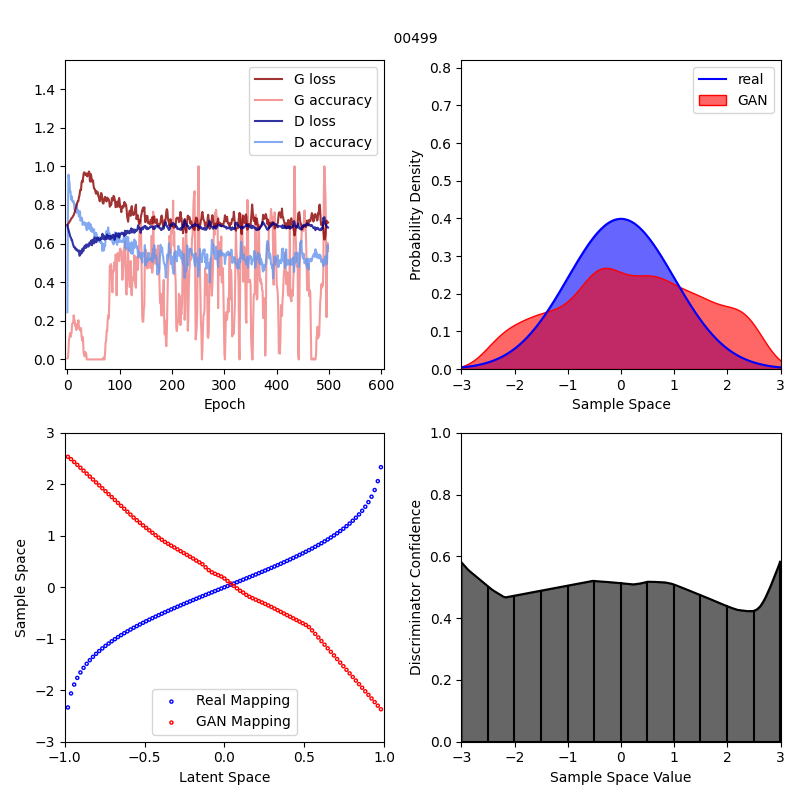 00499
1.4
1.2
1.0
0.8
0.6
0.4
0.2
0.0
G loss
G accuracy
D loss
D accuracy
0 100 200 300 400 500 600
Epoch
Probability Density
0.8
0.7
0.6
0.5
0.4
0.3
0.2
0.1
0.0
real
GAN
−3 −2 −1 0 1 2 3
Sample Space
Sample Space
3
2
1
0
−1
−2
−3
Real Mapping
GAN Mapping
−1.0 −0.5 0.0 0.5 1.0
Latent Space
Discriminator Confidence
1.0
0.8
0.6
0.4
0.2
0.0
−3 −2 −1 0 1 2 3
Sample Space Value